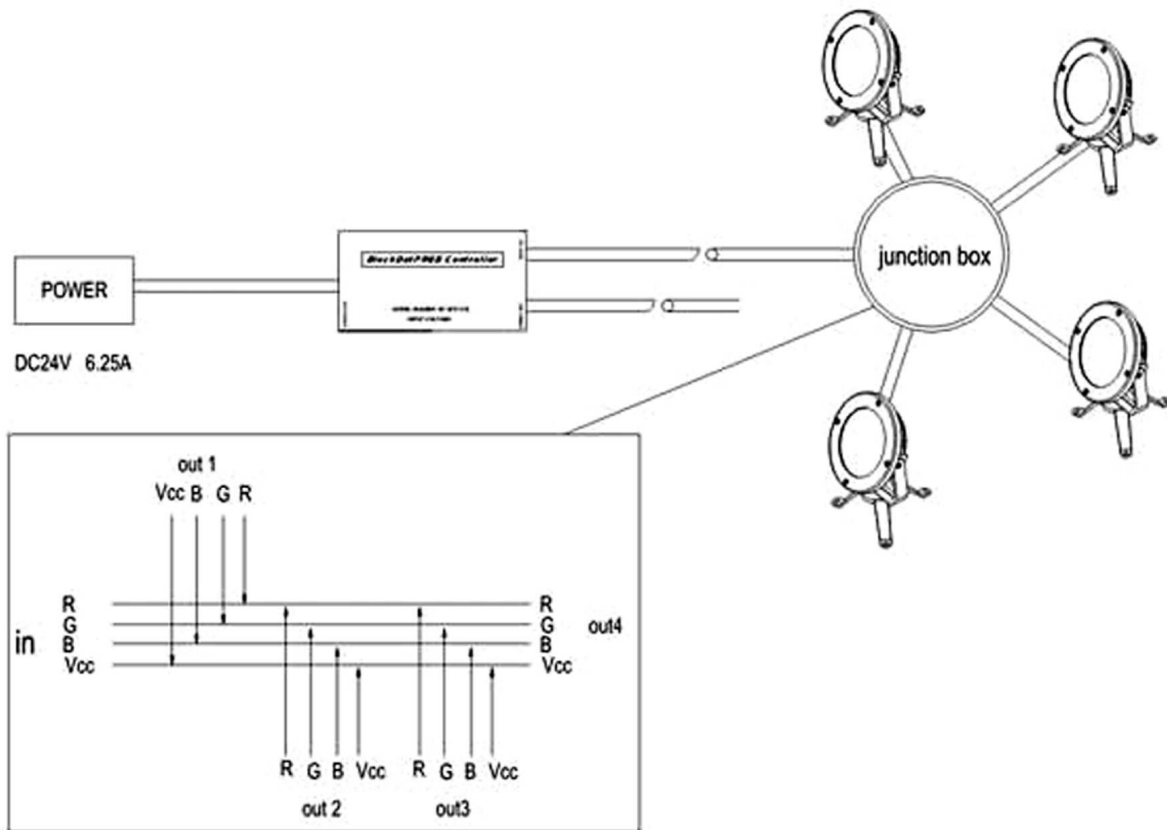 junction box
POWER
DC24V 6.25A
out 1
Vcc B G R
in
R
G
B
Vcc
R
G
B
Vcc
out4
R G B Vcc
R G B Vcc
out 2
out3